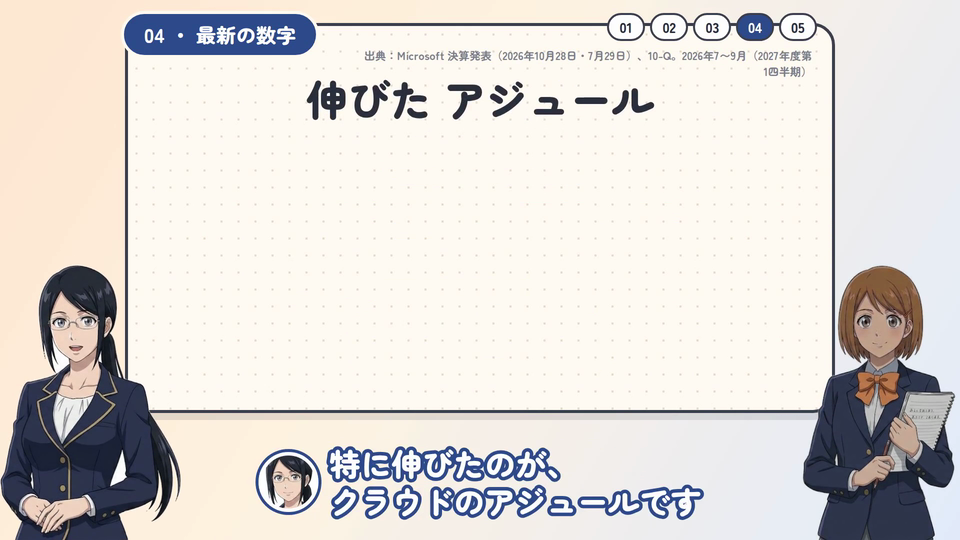 04 ・ 最新の数字
01 02 03 04 05
出典：Microsoft 決算発表（2026年10月28日・7月29日）、10-Q。2026年7〜9月（2027年度第
1四半期）
伸びた アジュール
特に伸びたのが、
クラウドのアジュールです